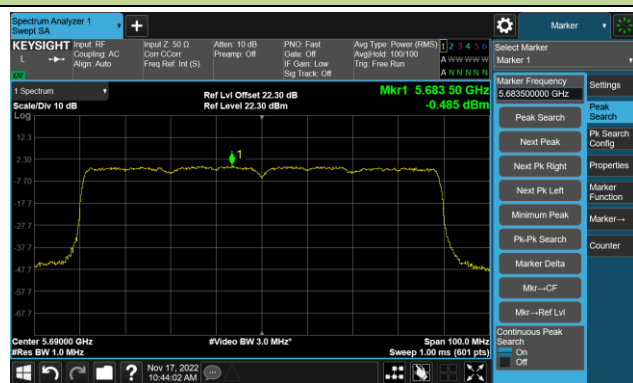 Spectrum Analyzer 1
Swept SA
+
Marker
KEYSIGHT
L
Input: RF
Coupling: AC
Align: Auto
Input Z: 50 Ω
Corr CCorr
Freq Ref: Int (S)
Atten: 10 dB
Preamp: Off
PNO: Fast
Gate: Off
IF Gain: Low
Sig Track: Off
Avg Type: Power (RMS)
Avg|Hold: 100/100
Trig: Free Run
1 2 3 4 5 6
A W W W W W
A N N N N N
Select Marker
Marker 1
1 Spectrum
Scale/Div 10 dB
Log
Ref Lvl Offset 22.30 dB
Ref Level 22.30 dBm
Mkr1 5.683 50 GHz
-0.485 dBm
1
12.3
2.30
-7.70
-17.7
-27.7
-37.7
-47.7
-57.7
-67.7
Center 5.69000 GHz
#Res BW 1.0 MHz
#Video BW 3.0 MHz*
Span 100.0 MHz
Sweep 1.00 ms (601 pts)
Marker Frequency
5.683500000 GHz
Peak Search
Next Peak
Next Pk Right
Next Pk Left
Minimum Peak
Pk-Pk Search
Marker Delta
Mkr→CF
Mkr→Ref Lvl
Continuous Peak
Search
On
Off
Settings
Peak
Search
Pk Search
Config
Properties
Marker
Function
Marker→
Counter
?
Nov 17, 2022
10:44:02 AM